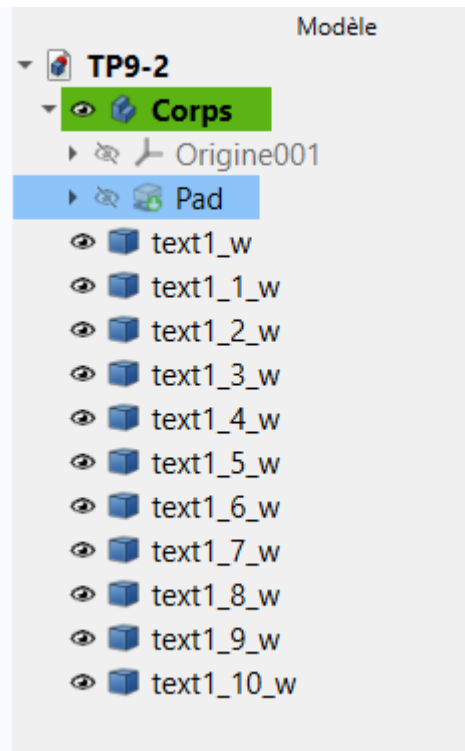 Modèle
TP9-2
Corps
Origine001
Pad
text1_w
text1_1_w
text1_2_w
text1_3_w
text1_4_w
text1_5_w
text1_6_w
text1_7_w
text1_8_w
text1_9_w
text1_10_w